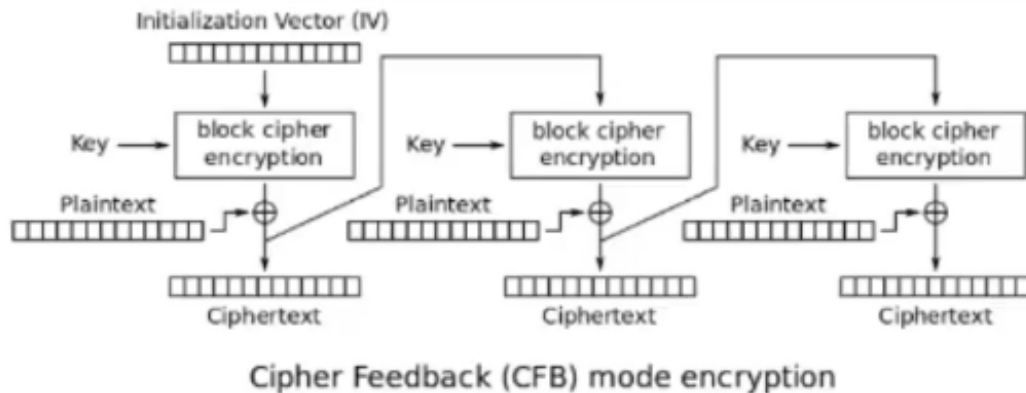 Initialization Vector (IV)
Key
block cipher
encryption
Key
block cipher
encryption
Key
block cipher
encryption
Plaintext
Plaintext
Plaintext
Ciphertext
Ciphertext
Ciphertext
Cipher Feedback (CFB) mode encryption